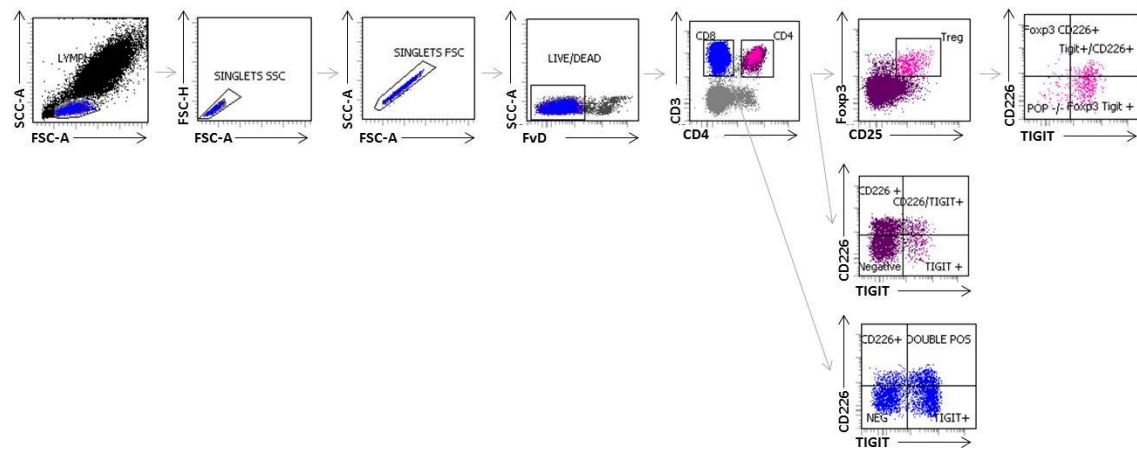 SCC-A
FSC-A
FSC-H
SINGLETS SSC
FSC-A
SCC-A
SINGLETS FSC
FSC-A
SCC-A
LIVE/DEAD
FvD
CD3
CD8
CD4
CD4
Foxp3
Treg
CD25
CD226
Foxp3 CD226+
Tigit+/CD226+
POP -/- Foxp3 Tigit +
TIGIT
CD226
CD226 +
CD226/TIGIT+
Negative
TIGIT +
TIGIT
CD226
CD226+
DOUBLE POS
NEG
TIGIT+
TIGIT